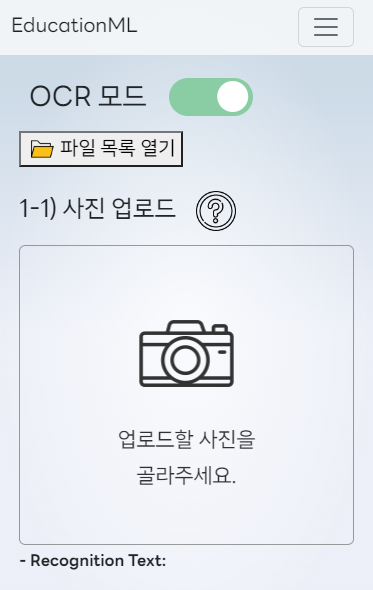 EducationML
OCR 모드
파일 목록 열기
1-1) 사진 업로드
업로드할 사진을
골라주세요.
- Recognition Text: